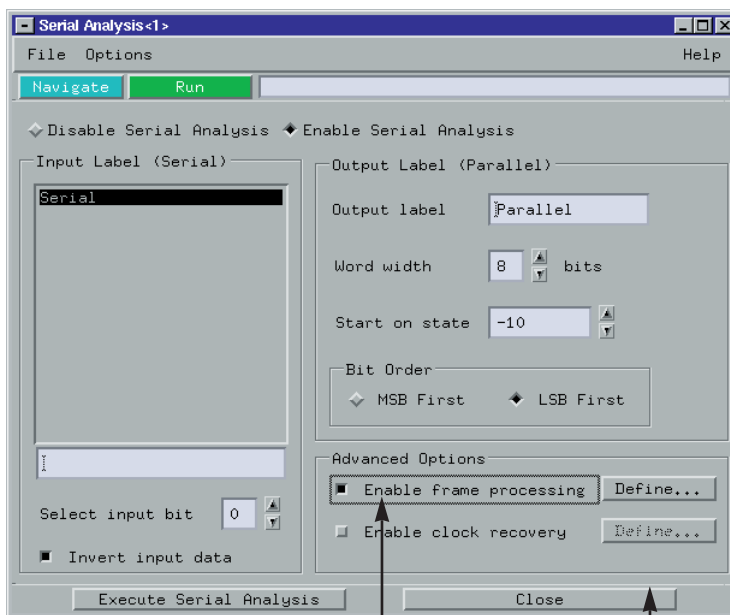 Serial Analysis<1>
File Options Help
Navigate Run
Disable Serial Analysis Enable Serial Analysis
Input Label (Serial)
Serial
Select input bit 0
Invert input data
Output Label (Parallel)
Output label Parallel
Word width 8 bits
Start on state -10
Bit Order
MSB First LSB First
Advanced Options
Enable frame processing Define...
Enable clock recovery Define...
Execute Serial Analysis Close